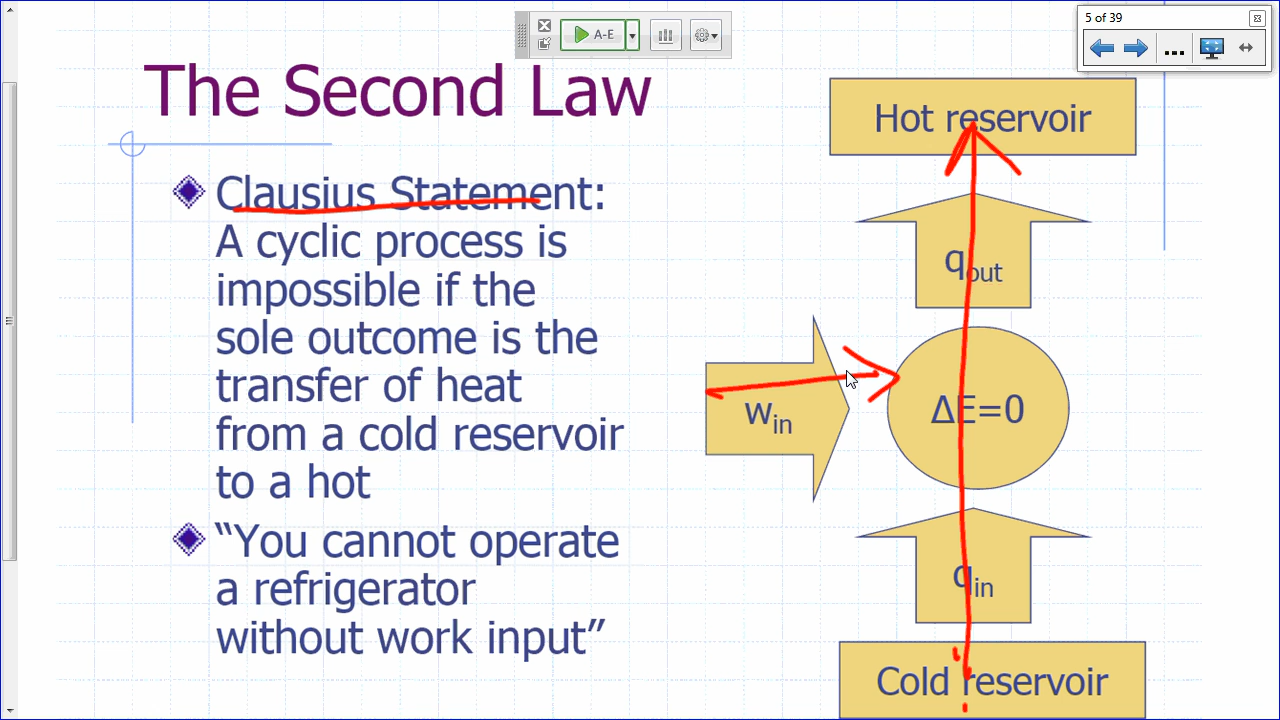 5 of 39
A-E
The Second Law
Clausius Statement:
A cyclic process is
impossible if the
sole outcome is the
transfer of heat
from a cold reservoir
to a hot
“You cannot operate
a refrigerator
without work input”
Hot reservoir
qout
win
ΔE=0
qin
Cold reservoir